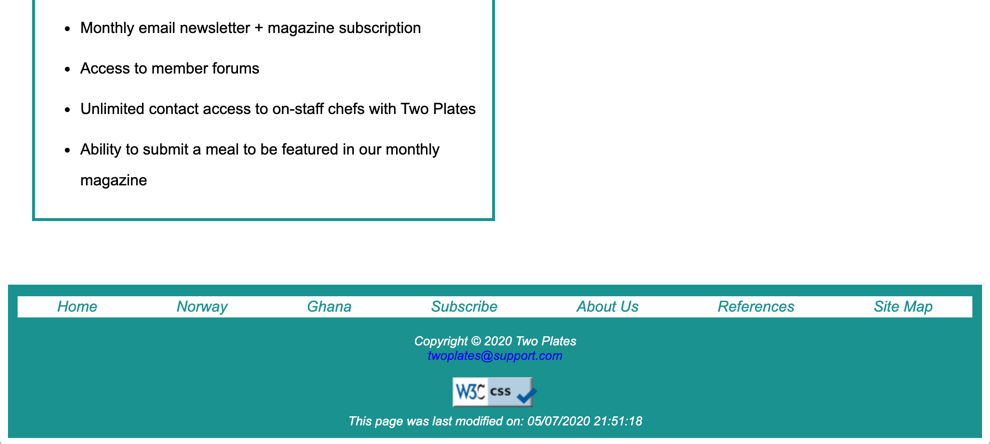 Monthly email newsletter + magazine subscription
Access to member forums
Unlimited contact access to on-staff chefs with Two Plates
Ability to submit a meal to be featured in our monthly
magazine
Home Norway Ghana Subscribe About Us References Site Map
Copyright © 2020 Two Plates
twoplates@support.com
W3C css
This page was last modified on: 05/07/2020 21:51:18